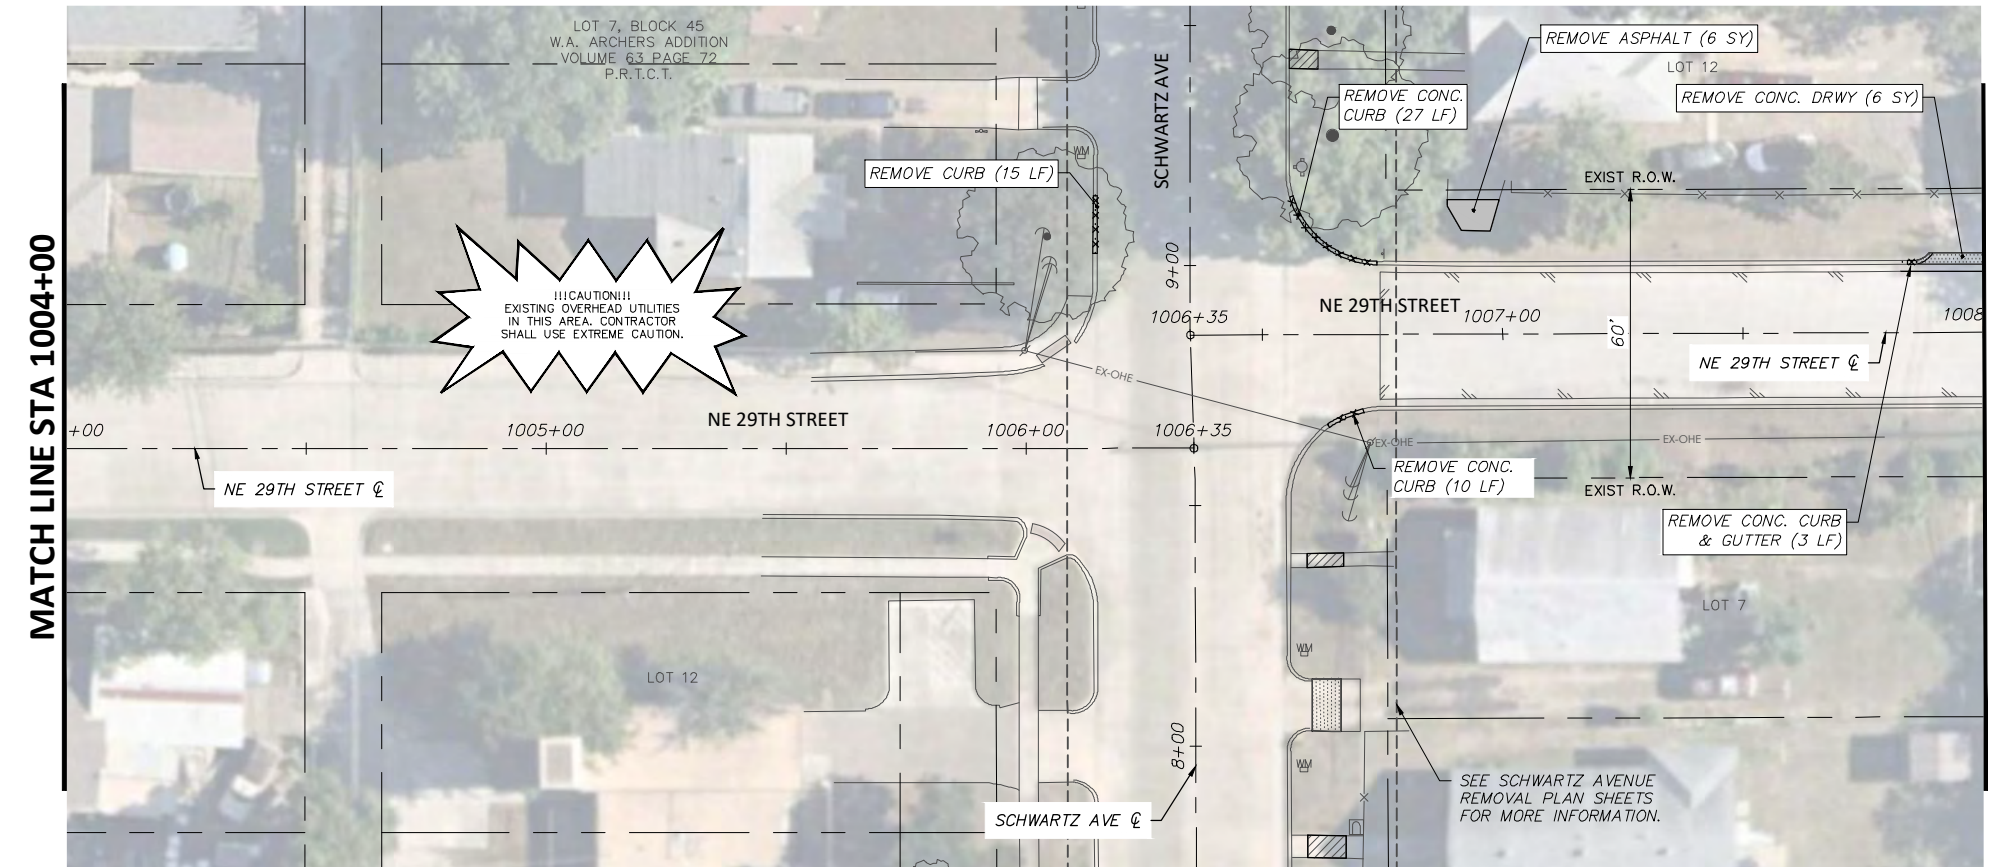 LOT 7, BLOCK 45
W.A. ARCHERS ADDITION
VOLUME 63 PAGE 72
P.R.T.C.T.
SCHWARTZ AVE
REMOVE ASPHALT (6 SY)
LOT 12
REMOVE CONC.
CURB (27 LF)
REMOVE CONC. DRWY (6 SY)
WM
REMOVE CURB (15 LF)
EXIST R.O.W.
MATCH LINE STA 1004+00
!!!CAUTION!!!
EXISTING OVERHEAD UTILITIES
IN THIS AREA. CONTRACTOR
SHALL USE EXTREME CAUTION.
9+00
1006+35
NE 29TH STREET
1007+00
1008
60'
NE 29TH STREET ℄
EX-OHE
NE 29TH STREET
+00
1005+00
1006+00
1006+35
EX-OHE
EX-OHE
NE 29TH STREET ℄
REMOVE CONC.
CURB (10 LF)
EXIST R.O.W.
REMOVE CONC. CURB
& GUTTER (3 LF)
LOT 7
WM
LOT 12
8+00
WM
SCHWARTZ AVE ℄
SEE SCHWARTZ AVENUE
REMOVAL PLAN SHEETS
FOR MORE INFORMATION.